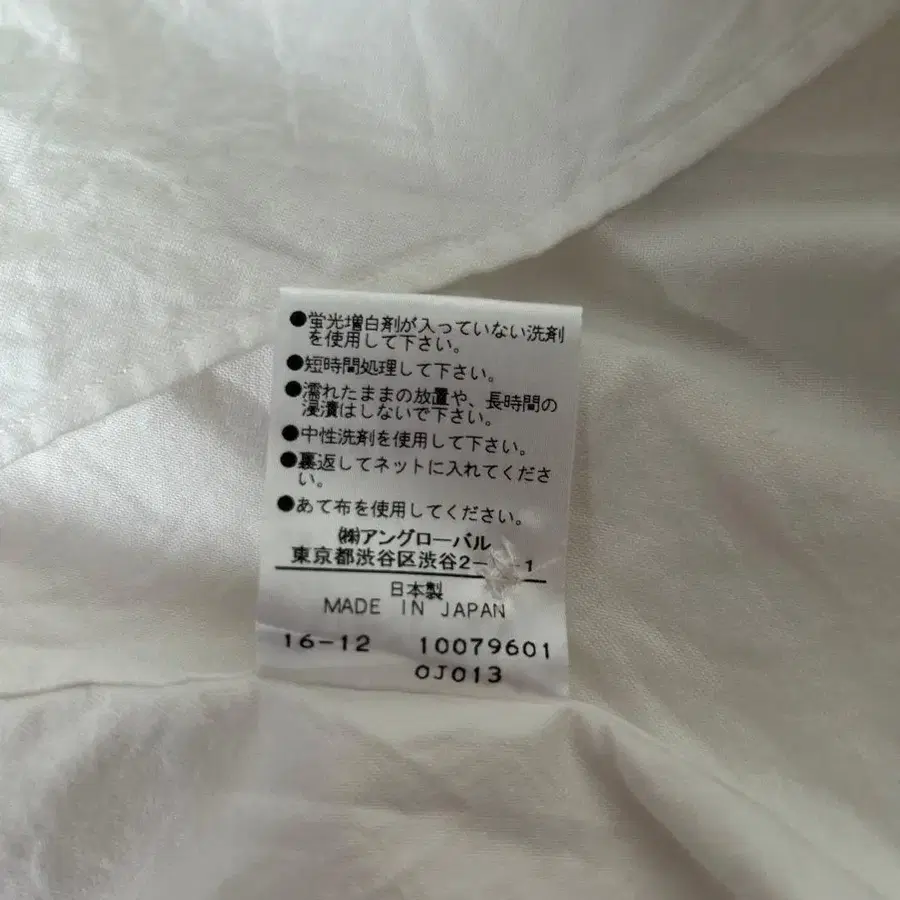 ●蛍光増白剤が入っていない洗剤
を使用して下さい。
●短時間処理して下さい。
●濡れたままの放置や、長時間の
浸漬はしないで下さい。
●中性洗剤を使用して下さい。
●裏返してネットに入れてくださ
い。
●あて布を使用してください。
㈱アングローバル
東京都渋谷区渋谷2-
-1
日本製
MADE IN JAPAN
16-12 10079601
0J013